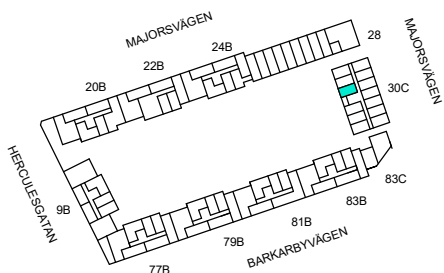 MAJORSVÄGEN
28
24B
MAJORSVÄGEN
22B
20B
30C
HERCULESGATAN
9B
83C
83B
81B
79B
BARKARBYVÄGEN
77B